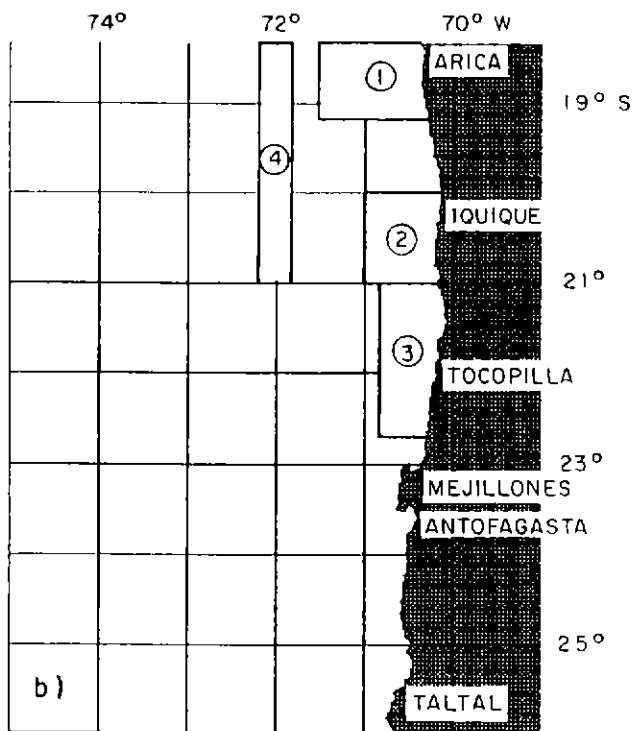 74° 72° 70° W
ARICA
1
19° S
4
IQUIQUE
2
21°
3
TOCOPILLA
23°
MEJILLONES
ANTOFAGASTA
25°
b)
TALTAL